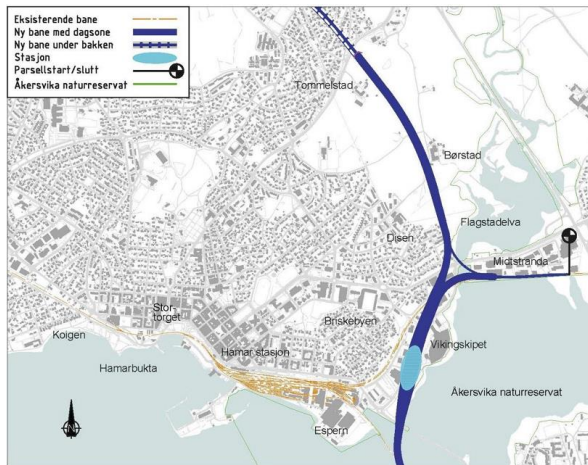 Eksisterende bane
Ny bane med dagsone
Ny bane under bakken
Stasjon
Parsellstart/slutt
Åkersvika naturreservat
Tommelstad
Børstad
Flagstadelva
Disen
Midtstranda
Stor-
torget
Briskebyen
Koigen
Hamar stasjon
Vikingskipet
Hamarbukta
Åkersvika naturreservat
Espern
N